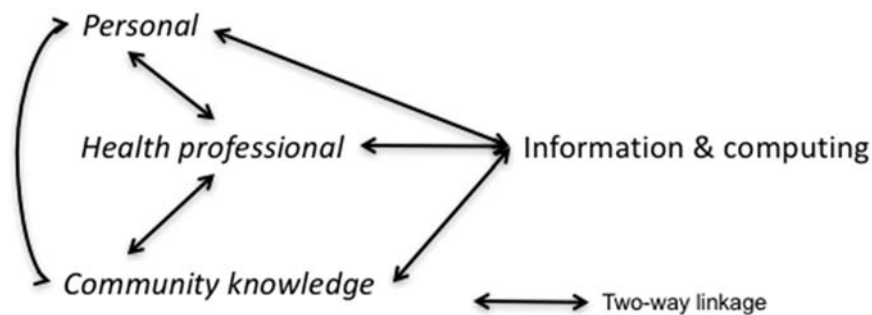 Personal
Health professional
Information & computing
Community knowledge
Two-way linkage